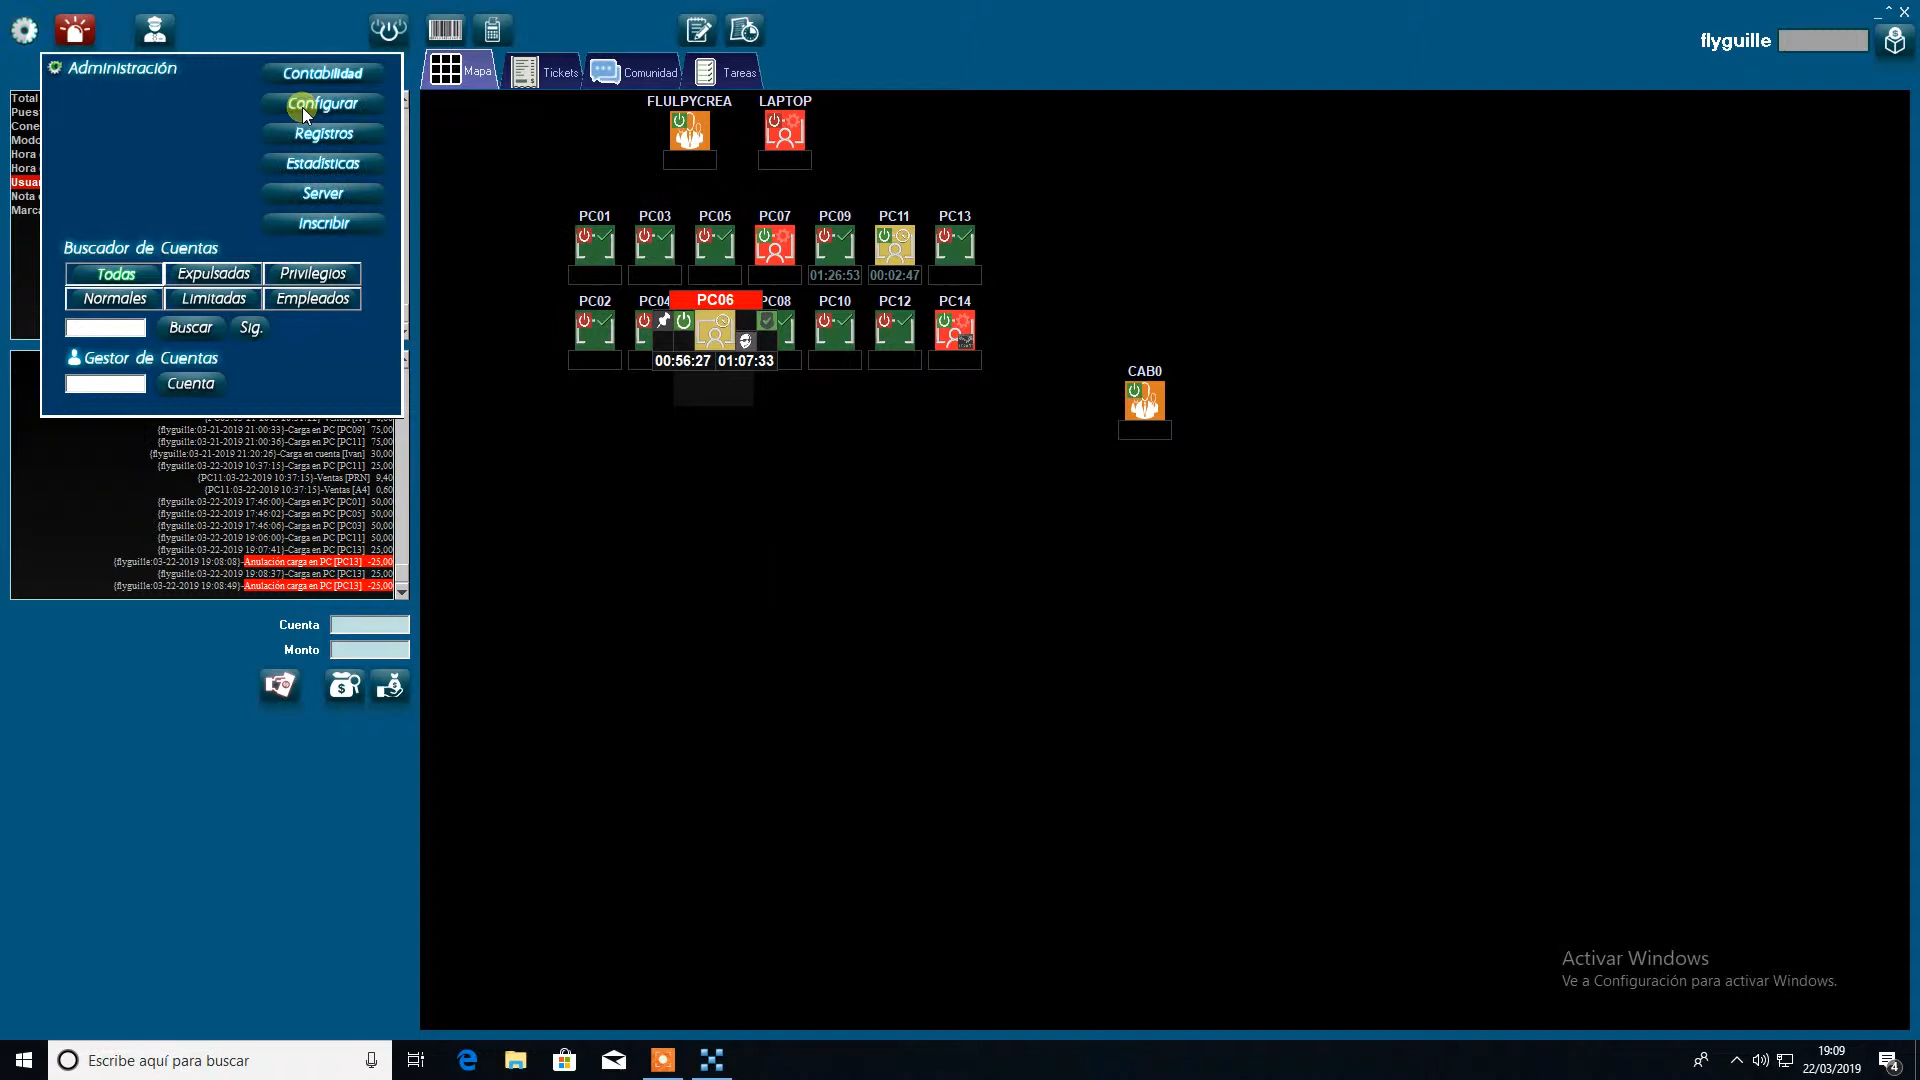 flyguille
Administración
Contabilidad
Configurar
Registros
Estadísticas
Server
Inscribir
Buscador de Cuentas
Todas Expulsadas Privilegios
Normales Limitadas Empleados
Buscar Sig.
Gestor de Cuentas
Cuenta
Total
Hora
Hora
Nota
{flyguille:03-21-2019 21:00:33}-Carga en PC [PC09] 75,00
{flyguille:03-21-2019 21:00:36}-Carga en PC [PC11] 75,00
{flyguille:03-21-2019 21:20:26}-Carga en cuenta [Ivan] 30,00
{flyguille:03-22-2019 10:37:15}-Carga en PC [PC11] 25,00
{PC11:03-22-2019 10:37:15}-Ventas [PRN] 9,40
{PC11:03-22-2019 10:37:15}-Ventas [A4] 0,60
{flyguille:03-22-2019 17:46:00}-Carga en PC [PC01] 50,00
{flyguille:03-22-2019 17:46:02}-Carga en PC [PC05] 50,00
{flyguille:03-22-2019 17:46:06}-Carga en PC [PC03] 50,00
{flyguille:03-22-2019 19:06:00}-Carga en PC [PC11] 50,00
{flyguille:03-22-2019 19:07:41}-Carga en PC [PC13] 25,00
{flyguille:03-22-2019 19:08:08}-Anulación carga en PC [PC13] -25,00
{flyguille:03-22-2019 19:08:37}-Carga en PC [PC13] 25,00
{flyguille:03-22-2019 19:08:49}-Anulación carga en PC [PC13] -25,00
Cuenta
Monto
Mapa Tickets Comunidad Tareas
FLULPYCREA LAPTOP
PC01 PC03 PC05 PC07 PC09 PC11 PC13
01:26:53 00:02:47
PC02 PC04 PC06 PC08 PC10 PC12 PC14
00:56:27 01:07:33
CAB0
Activar Windows
Ve a Configuración para activar Windows.
Escribe aquí para buscar
19:09
22/03/2019
4